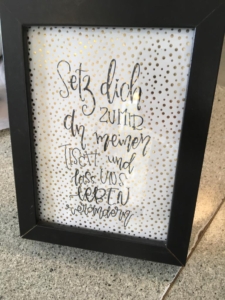 Setz dich
ZU MIR
an meinen
TISCH und
lass UNS
LEBEN